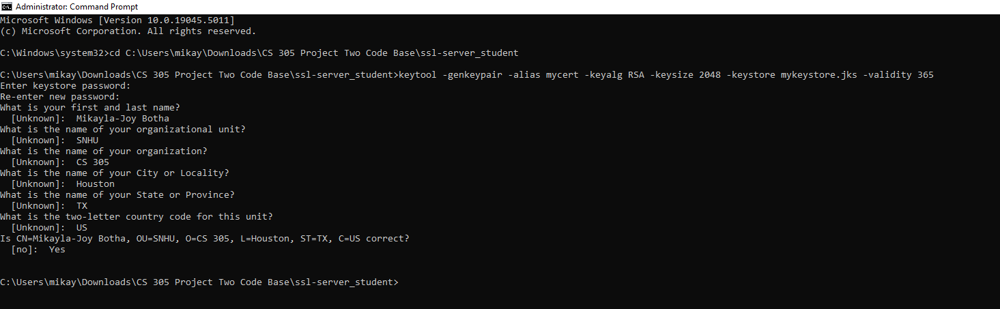 Administrator: Command Prompt
Microsoft Windows [Version 10.0.19045.5011]
(c) Microsoft Corporation. All rights reserved.
C:\Windows\system32>cd C:\Users\mikay\Downloads\CS 305 Project Two Code Base\ssl-server_student
C:\Users\mikay\Downloads\CS 305 Project Two Code Base\ssl-server_student>keytool -genkeypair -alias mycert -keyalg RSA -keysize 2048 -keystore mykeystore.jks -validity 365
Enter keystore password:
Re-enter new password:
What is your first and last name?
  [Unknown]:  Mikayla-Joy Botha
What is the name of your organizational unit?
  [Unknown]:  SNHU
What is the name of your organization?
  [Unknown]:  CS 305
What is the name of your City or Locality?
  [Unknown]:  Houston
What is the name of your State or Province?
  [Unknown]:  TX
What is the two-letter country code for this unit?
  [Unknown]:  US
Is CN=Mikayla-Joy Botha, OU=SNHU, O=CS 305, L=Houston, ST=TX, C=US correct?
  [no]:  Yes
C:\Users\mikay\Downloads\CS 305 Project Two Code Base\ssl-server_student>